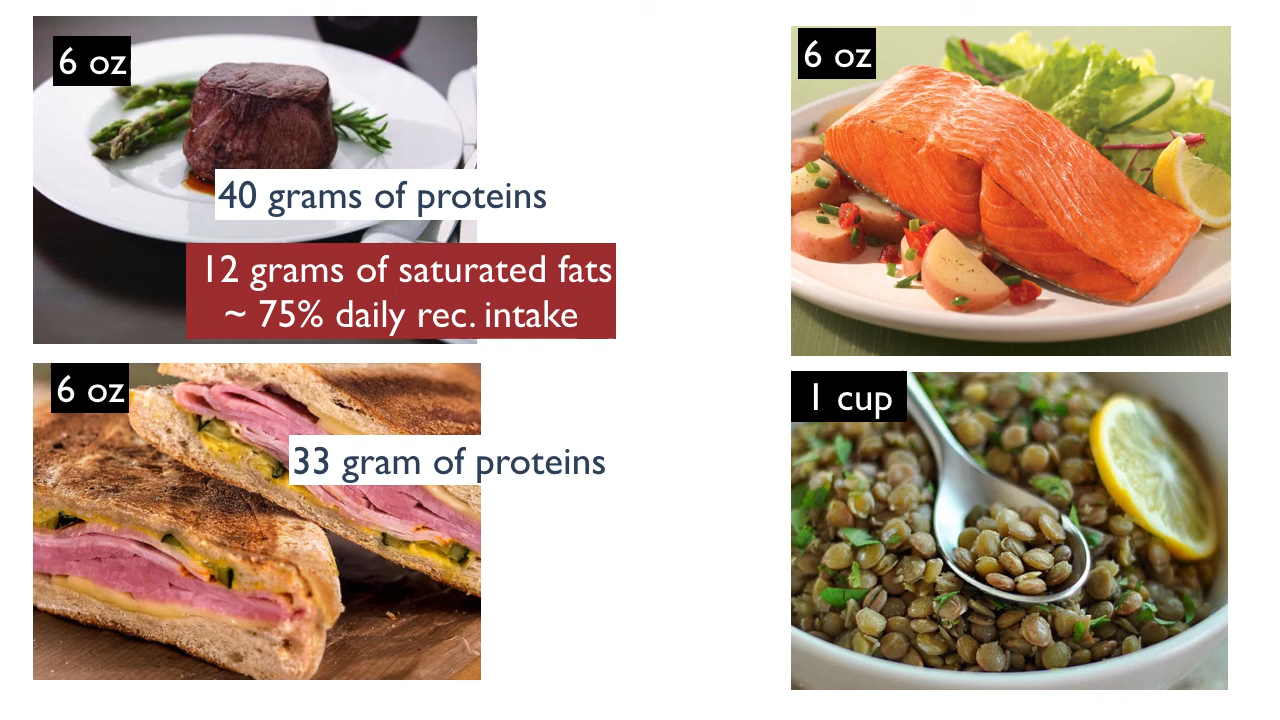 6 oz
40 grams of proteins
12 grams of saturated fats
~ 75% daily rec. intake
6 oz
33 gram of proteins
6 oz
1 cup